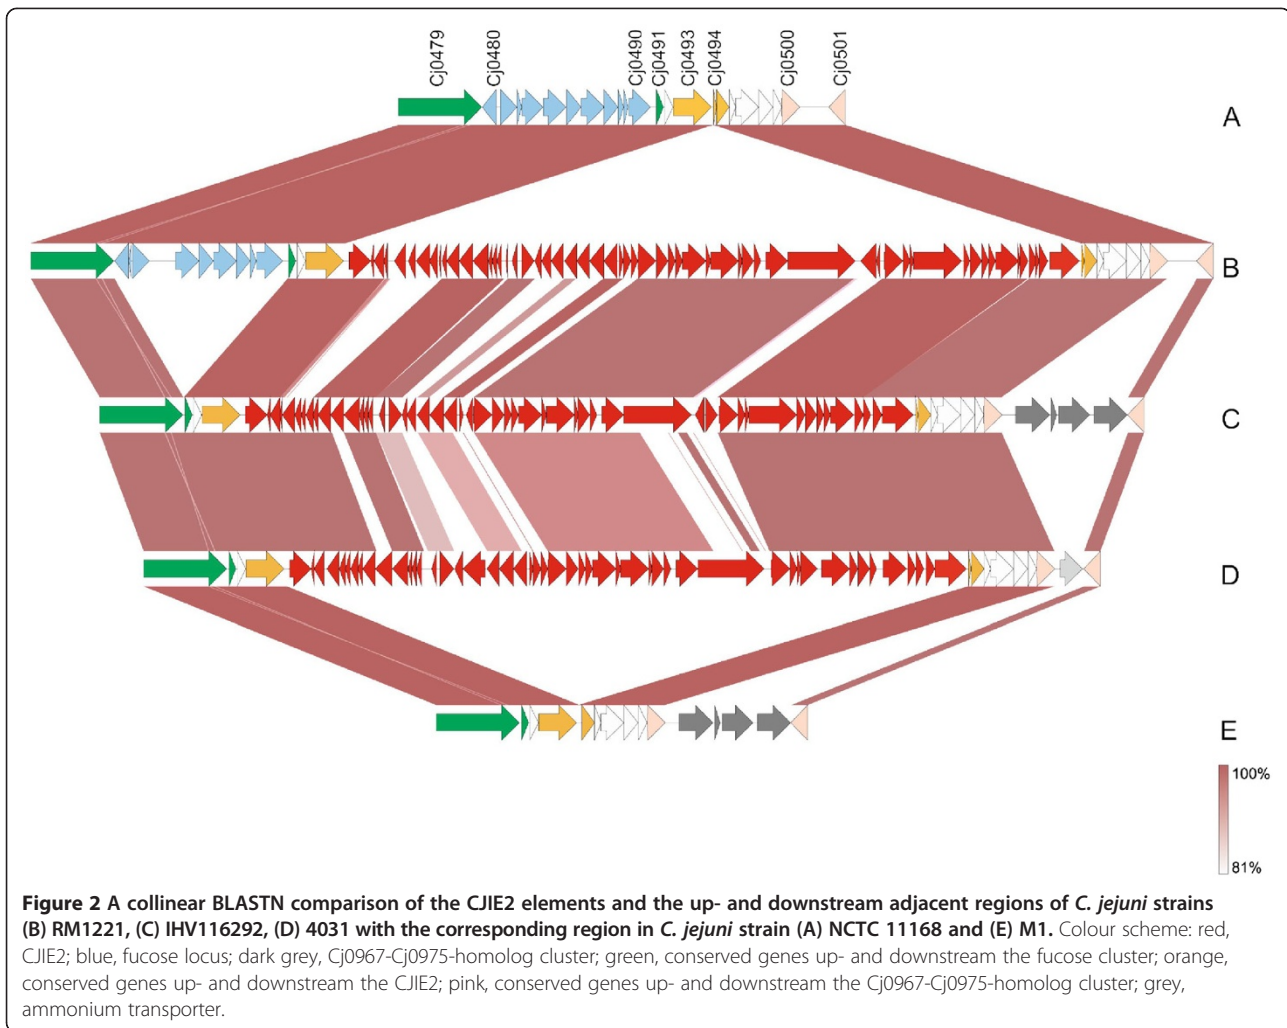 Cj0479
Cj0480
Cj0490
Cj0491
Cj0493
Cj0494
Cj0500
Cj0501
A
B
C
D
E
100%
81%
Figure 2 A collinear BLASTN comparison of the CJIE2 elements and the up- and downstream adjacent regions of C. jejuni strains
(B) RM1221, (C) IHV116292, (D) 4031 with the corresponding region in C. jejuni strain (A) NCTC 11168 and (E) M1. Colour scheme: red,
CJIE2; blue, fucose locus; dark grey, Cj0967-Cj0975-homolog cluster; green, conserved genes up- and downstream the fucose cluster; orange,
conserved genes up- and downstream the CJIE2; pink, conserved genes up- and downstream the Cj0967-Cj0975-homolog cluster; grey,
ammonium transporter.